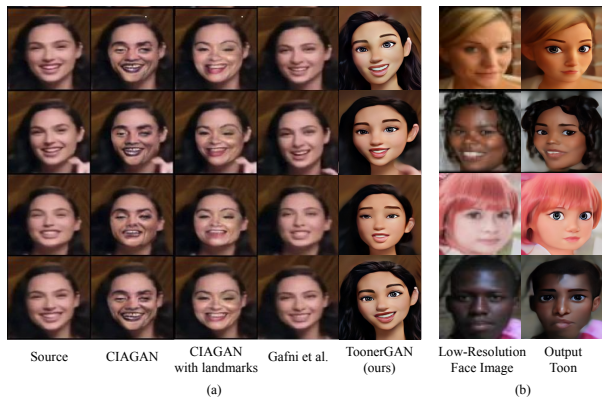 Source
CIAGAN
CIAGAN
with landmarks
Gafni et al.
ToonerGAN
(ours)
(a)
Low-Resolution
Face Image
Output
Toon
(b)